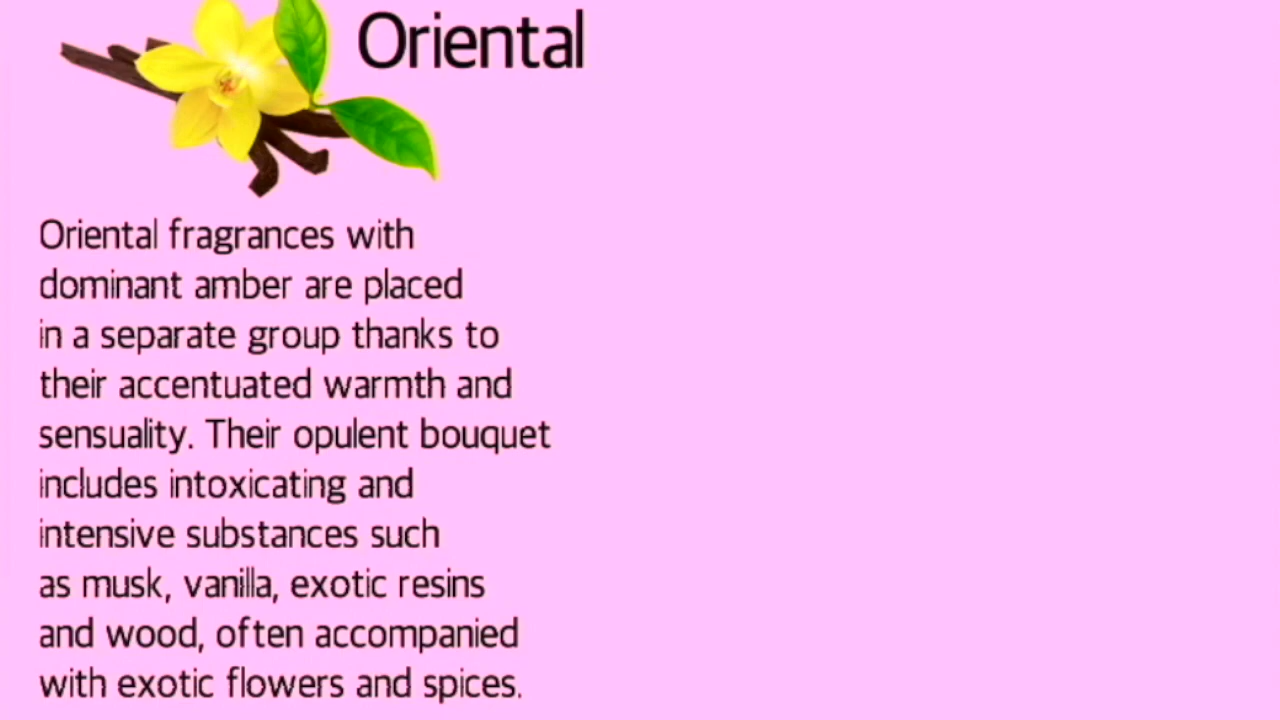 Oriental
Oriental fragrances with
dominant amber are placed
in a separate group thanks to
their accentuated warmth and
sensuality. Their opulent bouquet
includes intoxicating and
intensive substances such
as musk, vanilla, exotic resins
and wood, often accompanied
with exotic flowers and spices.